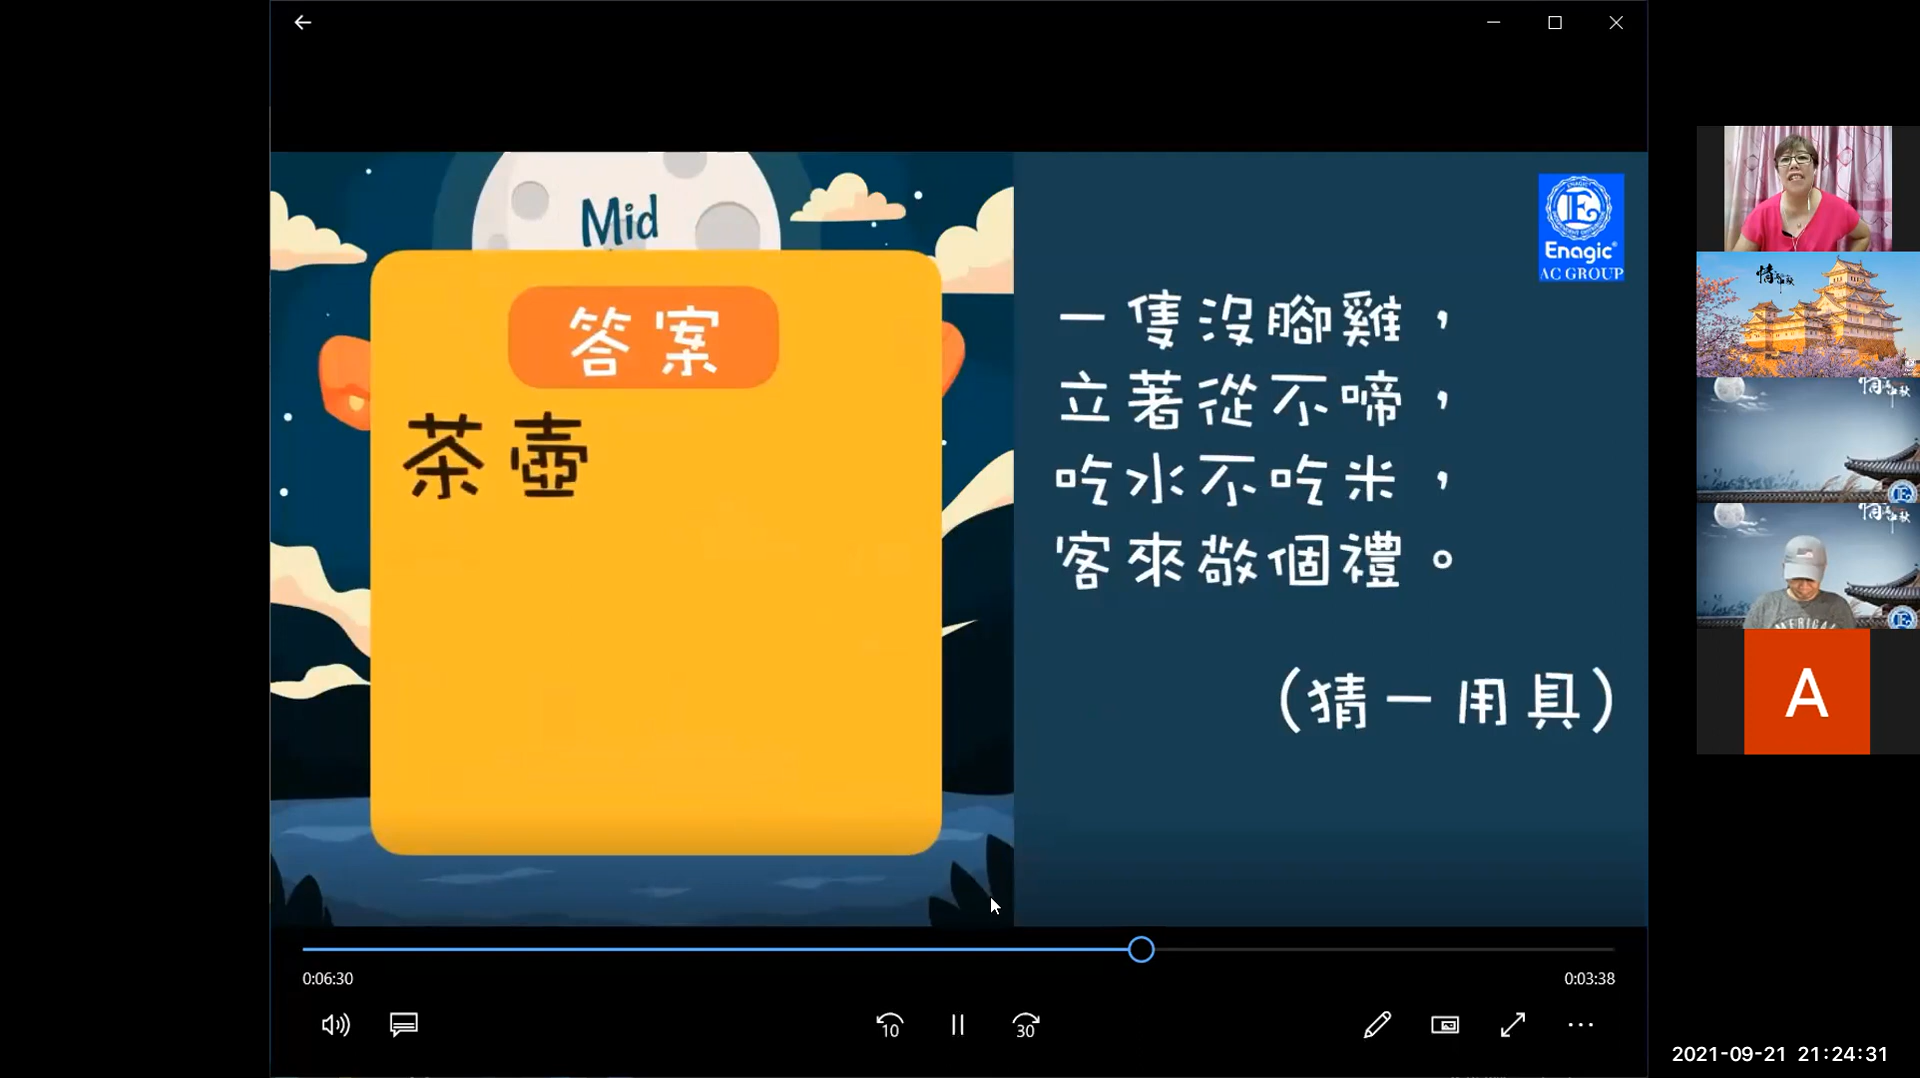 Mid
答案
茶壺
Enagic®
AC GROUP
一隻沒腳雞，
立著從不啼，
吃水不吃米，
客來敬個禮。
(猜一用具)
0:06:30
0:03:38
10
30
A
2021-09-21 21:24:31